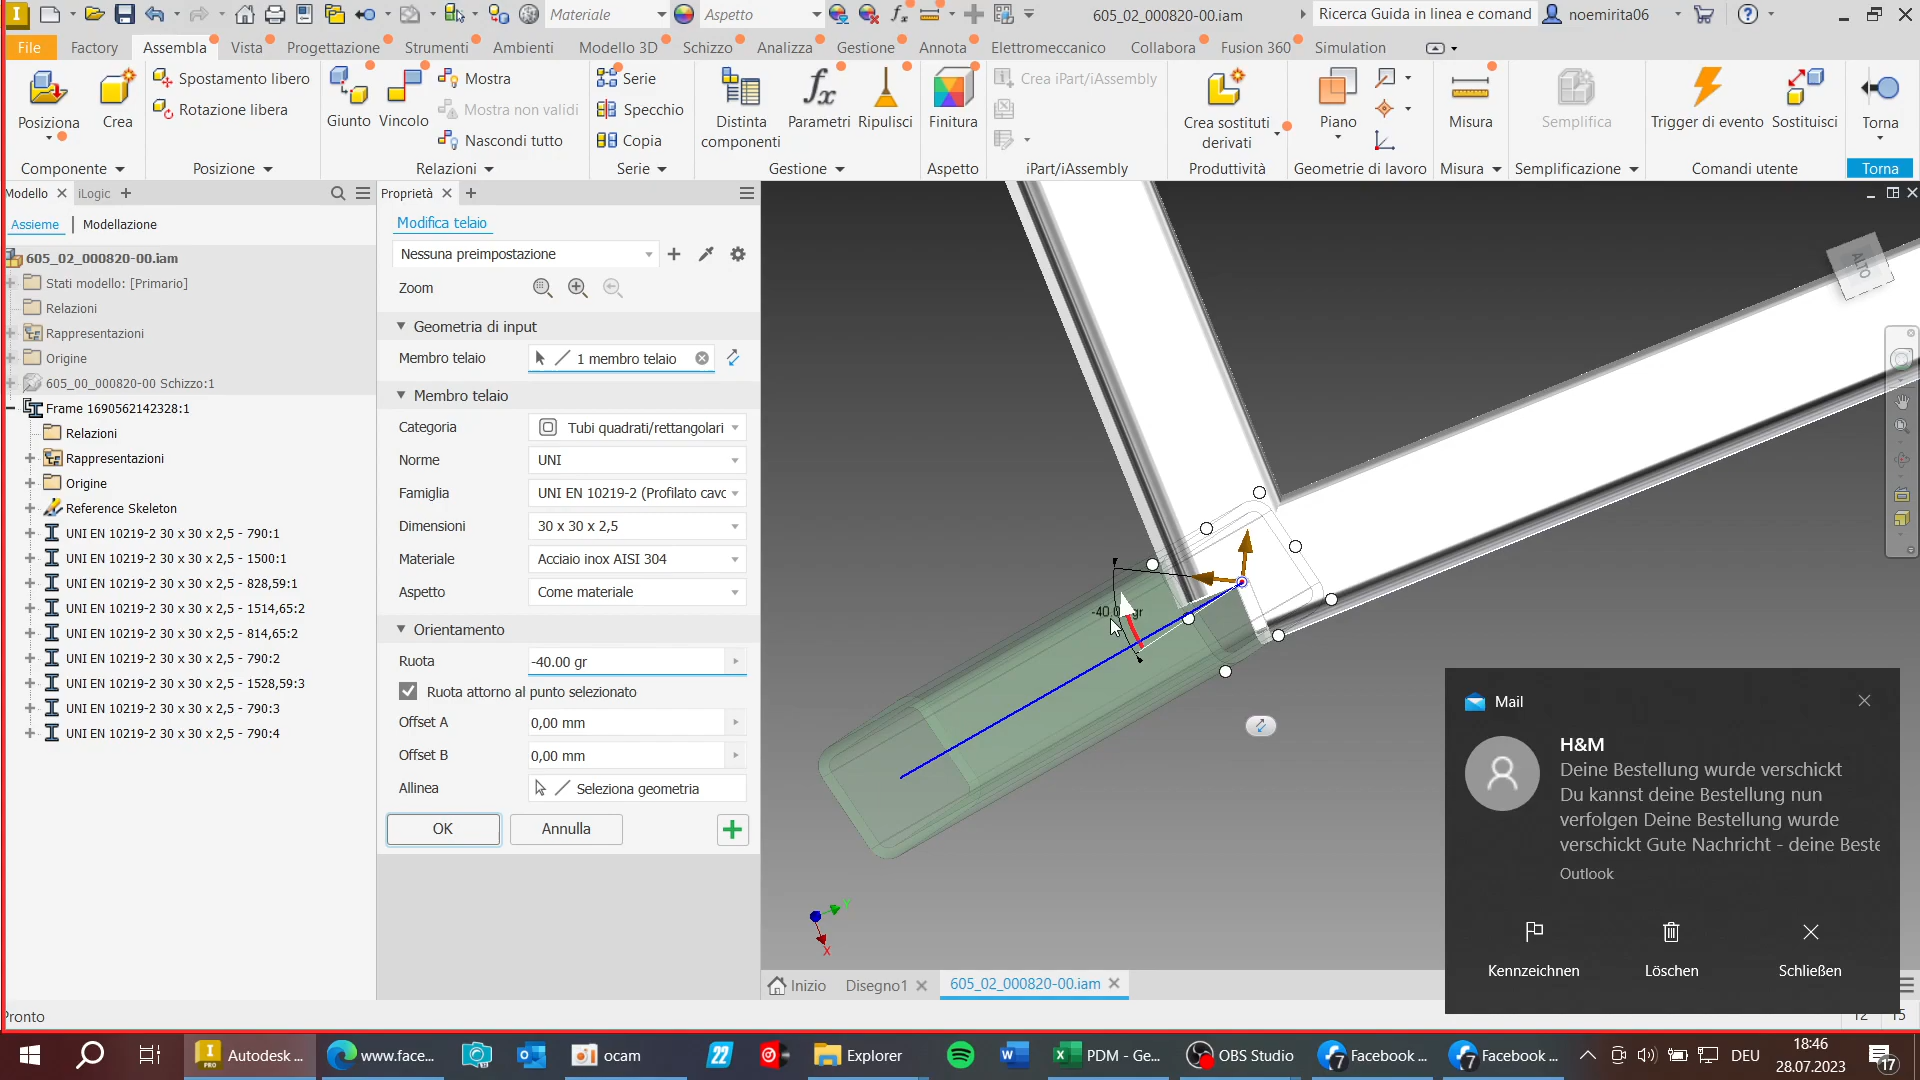 Materiale
Aspetto
605_02_000820-00.iam
Ricerca Guida in linea e comand
noemirita06
File
Factory
Assembla
Vista
Progettazione
Strumenti
Ambienti
Modello 3D
Schizzo
Analizza
Gestione
Annota
Elettromeccanico
Collabora
Fusion 360
Simulation
Posiziona
Crea
Spostamento libero
Rotazione libera
Giunto
Vincolo
Mostra
Mostra non validi
Nascondi tutto
Serie
Specchio
Copia
Distinta
componenti
Parametri
Ripulisci
Finitura
Crea iPart/iAssembly
Crea sostituti
derivati
Piano
Misura
Semplifica
Trigger di evento
Sostituisci
Torna
Componente
Posizione
Relazioni
Serie
Gestione
Aspetto
iPart/iAssembly
Produttività
Geometrie di lavoro
Misura
Semplificazione
Comandi utente
Torna
Modello
iLogic
Assieme
Modellazione
605_02_000820-00.iam
Stati modello: [Primario]
Relazioni
Rappresentazioni
Origine
605_00_000820-00 Schizzo:1
Frame 1690562142328:1
Relazioni
Rappresentazioni
Origine
Reference Skeleton
UNI EN 10219-2 30 x 30 x 2,5 - 790:1
UNI EN 10219-2 30 x 30 x 2,5 - 1500:1
UNI EN 10219-2 30 x 30 x 2,5 - 828,59:1
UNI EN 10219-2 30 x 30 x 2,5 - 1514,65:2
UNI EN 10219-2 30 x 30 x 2,5 - 814,65:2
UNI EN 10219-2 30 x 30 x 2,5 - 790:2
UNI EN 10219-2 30 x 30 x 2,5 - 1528,59:3
UNI EN 10219-2 30 x 30 x 2,5 - 790:3
UNI EN 10219-2 30 x 30 x 2,5 - 790:4
Proprietà
Modifica telaio
Nessuna preimpostazione
Zoom
Geometria di input
Membro telaio
1 membro telaio
Membro telaio
Categoria
Tubi quadrati/rettangolari
Norme
UNI
Famiglia
UNI EN 10219-2 (Profilato cavo
Dimensioni
30 x 30 x 2,5
Materiale
Acciaio inox AISI 304
Aspetto
Come materiale
Orientamento
Ruota
-40.00 gr
Ruota attorno al punto selezionato
Offset A
0,00 mm
Offset B
0,00 mm
Allinea
Seleziona geometria
OK
Annulla
ALTO
Y
X
Mail
H&M
Deine Bestellung wurde verschickt
Du kannst deine Bestellung nun
verfolgen Deine Bestellung wurde
verschickt Gute Nachricht - deine Beste
Outlook
Kennzeichnen
Löschen
Schließen
Inizio
Disegno1
605_02_000820-00.iam
Pronto
12
15
Autodesk ...
PRO
www.face...
ocam
22
Explorer
PDM - Ge...
OBS Studio
Facebook ...
Facebook ...
DEU
18:46
28.07.2023
17